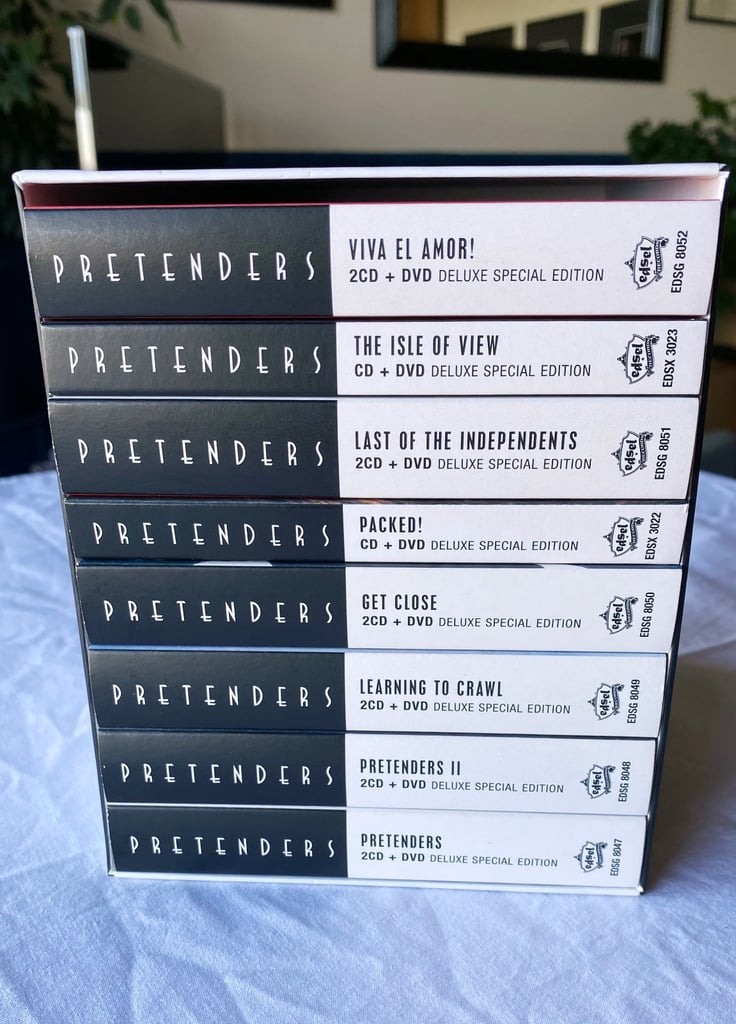 PRETENDERS
VIVA EL AMOR!
2CD + DVD DELUXE SPECIAL EDITION
edsel
EDSG 8052
PRETENDERS
THE ISLE OF VIEW
CD + DVD DELUXE SPECIAL EDITION
edsel
EDSX 3023
PRETENDERS
LAST OF THE INDEPENDENTS
2CD + DVD DELUXE SPECIAL EDITION
edsel
EDSG 8051
PRETENDERS
PACKED!
CD + DVD DELUXE SPECIAL EDITION
edsel
EDSX 3022
PRETENDERS
GET CLOSE
2CD + DVD DELUXE SPECIAL EDITION
edsel
EDSG 8050
PRETENDERS
LEARNING TO CRAWL
2CD + DVD DELUXE SPECIAL EDITION
edsel
EDSG 8049
PRETENDERS
PRETENDERS II
2CD + DVD DELUXE SPECIAL EDITION
edsel
EDSG 8048
PRETENDERS
PRETENDERS
2CD + DVD DELUXE SPECIAL EDITION
edsel
EDSG 8047